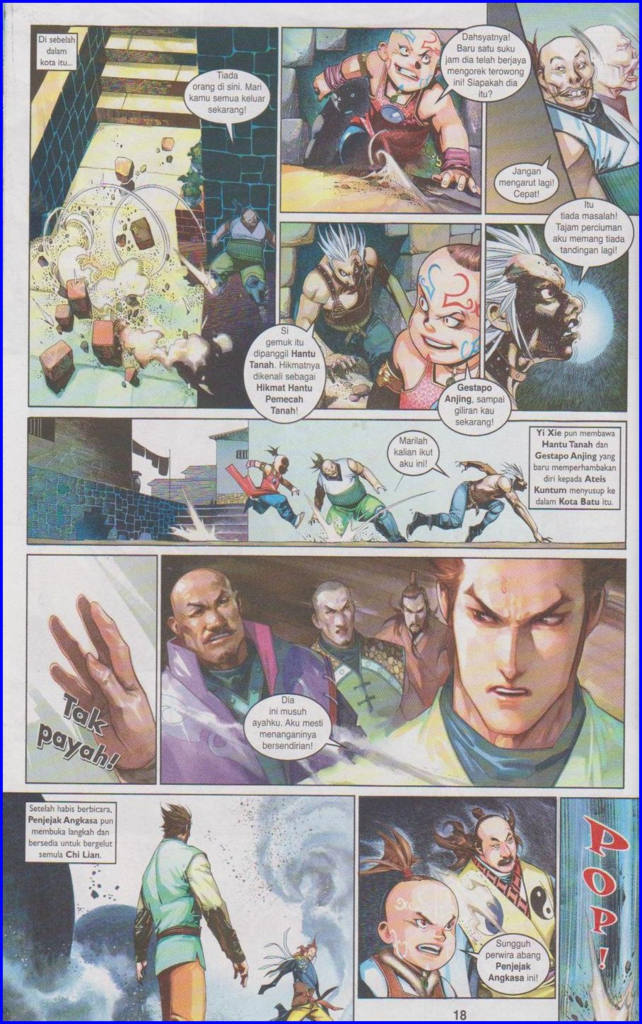 Di sebelah
dalam
kota itu...
Tiada
orang di sini. Mari
kamu semua keluar
sekarang!
Dahsyatnya!
Baru satu suku
jam dia telah berjaya
mengorek terowong
ini! Siapakah dia
itu?
Jangan
mengarut lagi!
Cepat!
Si
gemuk itu
dipanggil Hantu
Tanah. Hikmatnya
dikenali sebagai
Hikmat Hantu
Pemecah
Tanah!
Gestapo
Anjing, sampai
giliran kau
sekarang!
Itu
tiada masalah!
Tajam perciuman
aku memang tiada
tandingan lagi!
Marilah
kalian ikut
aku ini!
Yi Xie pun membawa
Hantu Tanah dan
Gestapo Anjing yang
baru memperhambakan
diri kepada Ateis
Kuntum menyusup ke
dalam Kota Batu itu.
Tak
payah!
Dia
ini musuh
ayahku. Aku mesti
menanganinya
bersendirian!
Setelah habis berbicara,
Penjejak Angkasa pun
membuka langkah dan
bersedia untuk bergelut
semula Chi Lian.
Sungguh
perwira abang
Penjejak
Angkasa ini!
POP!
18